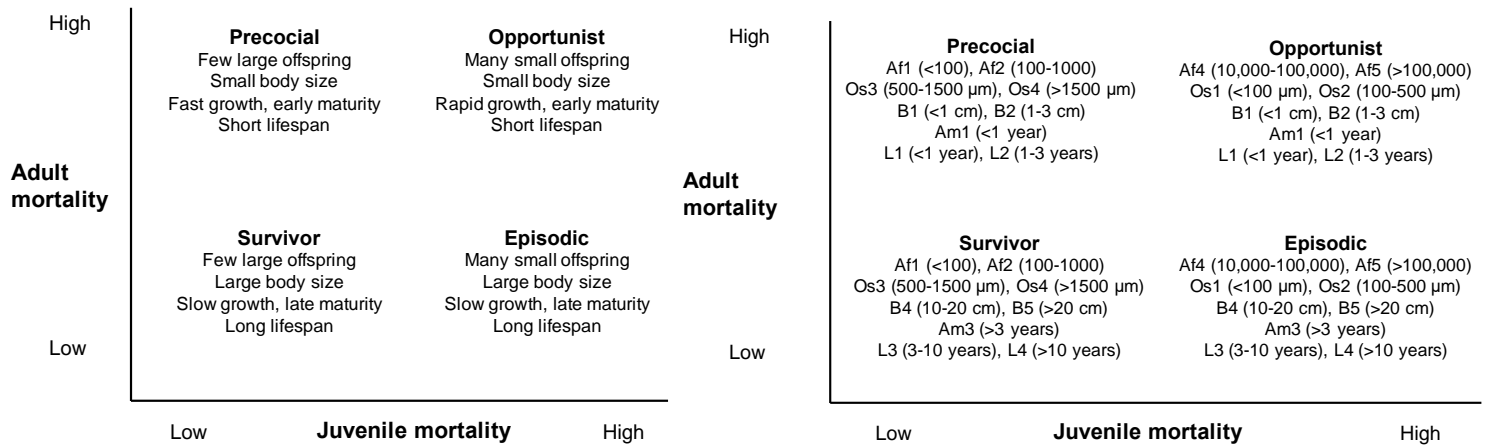 High
Precocial
Few large offspring
Small body size
Fast growth, early maturity
Short lifespan
Opportunist
Many small offspring
Small body size
Rapid growth, early maturity
Short lifespan
Adult
mortality
Survivor
Few large offspring
Large body size
Slow growth, late maturity
Long lifespan
Episodic
Many small offspring
Large body size
Slow growth, late maturity
Long lifespan
Low
Low
Juvenile mortality
High
High
Precocial
Af1 (<100), Af2 (100-1000)
Os3 (500-1500 µm), Os4 (>1500 µm)
B1 (<1 cm), B2 (1-3 cm)
Am1 (<1 year)
L1 (<1 year), L2 (1-3 years)
Opportunist
Af4 (10,000-100,000), Af5 (>100,000)
Os1 (<100 µm), Os2 (100-500 µm)
B1 (<1 cm), B2 (1-3 cm)
Am1 (<1 year)
L1 (<1 year), L2 (1-3 years)
Adult
mortality
Survivor
Af1 (<100), Af2 (100-1000)
Os3 (500-1500 µm), Os4 (>1500 µm)
B4 (10-20 cm), B5 (>20 cm)
Am3 (>3 years)
L3 (3-10 years), L4 (>10 years)
Episodic
Af4 (10,000-100,000), Af5 (>100,000)
Os1 (<100 µm), Os2 (100-500 µm)
B4 (10-20 cm), B5 (>20 cm)
Am3 (>3 years)
L3 (3-10 years), L4 (>10 years)
Low
Low
Juvenile mortality
High